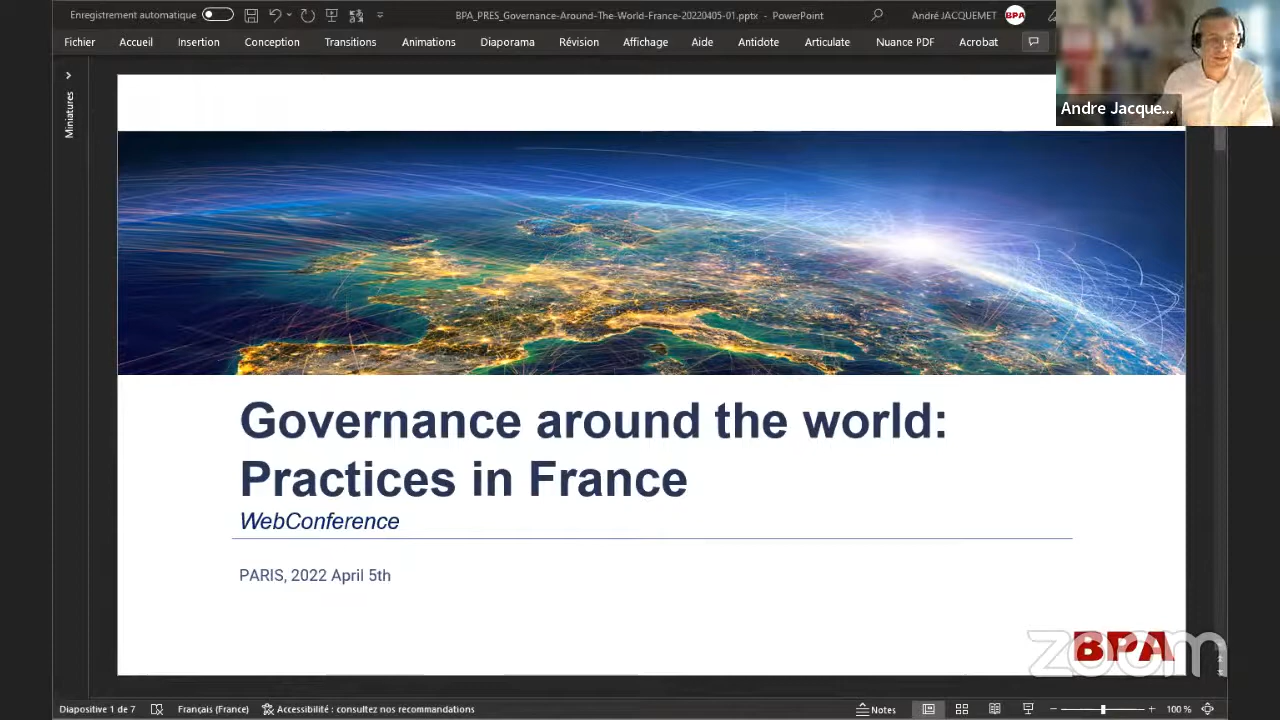 Enregistrement automatique
BPA_PRES_Governance-Around-The-World-France-20220405-01.pptx - PowerPoint
André JACQUEMET
BPA
Fichier Accueil Insertion Conception Transitions Animations Diaporama Révision Affichage Aide Antidote Articulate Nuance PDF Acrobat
Andre Jacque...
Miniatures
Governance around the world:
Practices in France
WebConference
PARIS, 2022 April 5th
BPA
zoom
Diapositive 1 de 7 Français (France) Accessibilité : consultez nos recommandations Notes 100 %